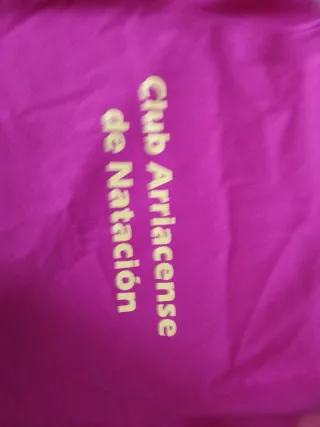 Club Arriacense
de Natación